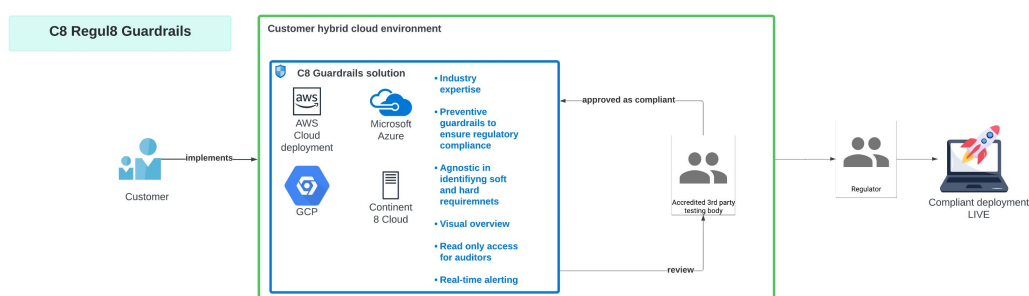 C8 Regul8 Guardrails
Customer hybrid cloud environment
C8 Guardrails solution
aws
AWS
Cloud
deployment
Microsoft
Azure
GCP
Continent
8 Cloud
• Industry
expertise
• Preventive
guardrails to
ensure regulatory
compliance
• Agnostic in
identifiyng soft
and hard
requiremnets
• Visual overview
• Read only access
for auditors
• Real-time alerting
Customer
implements
approved as compliant
Accredited 3rd party
testing body
review
Regulator
Compliant deployment
LIVE